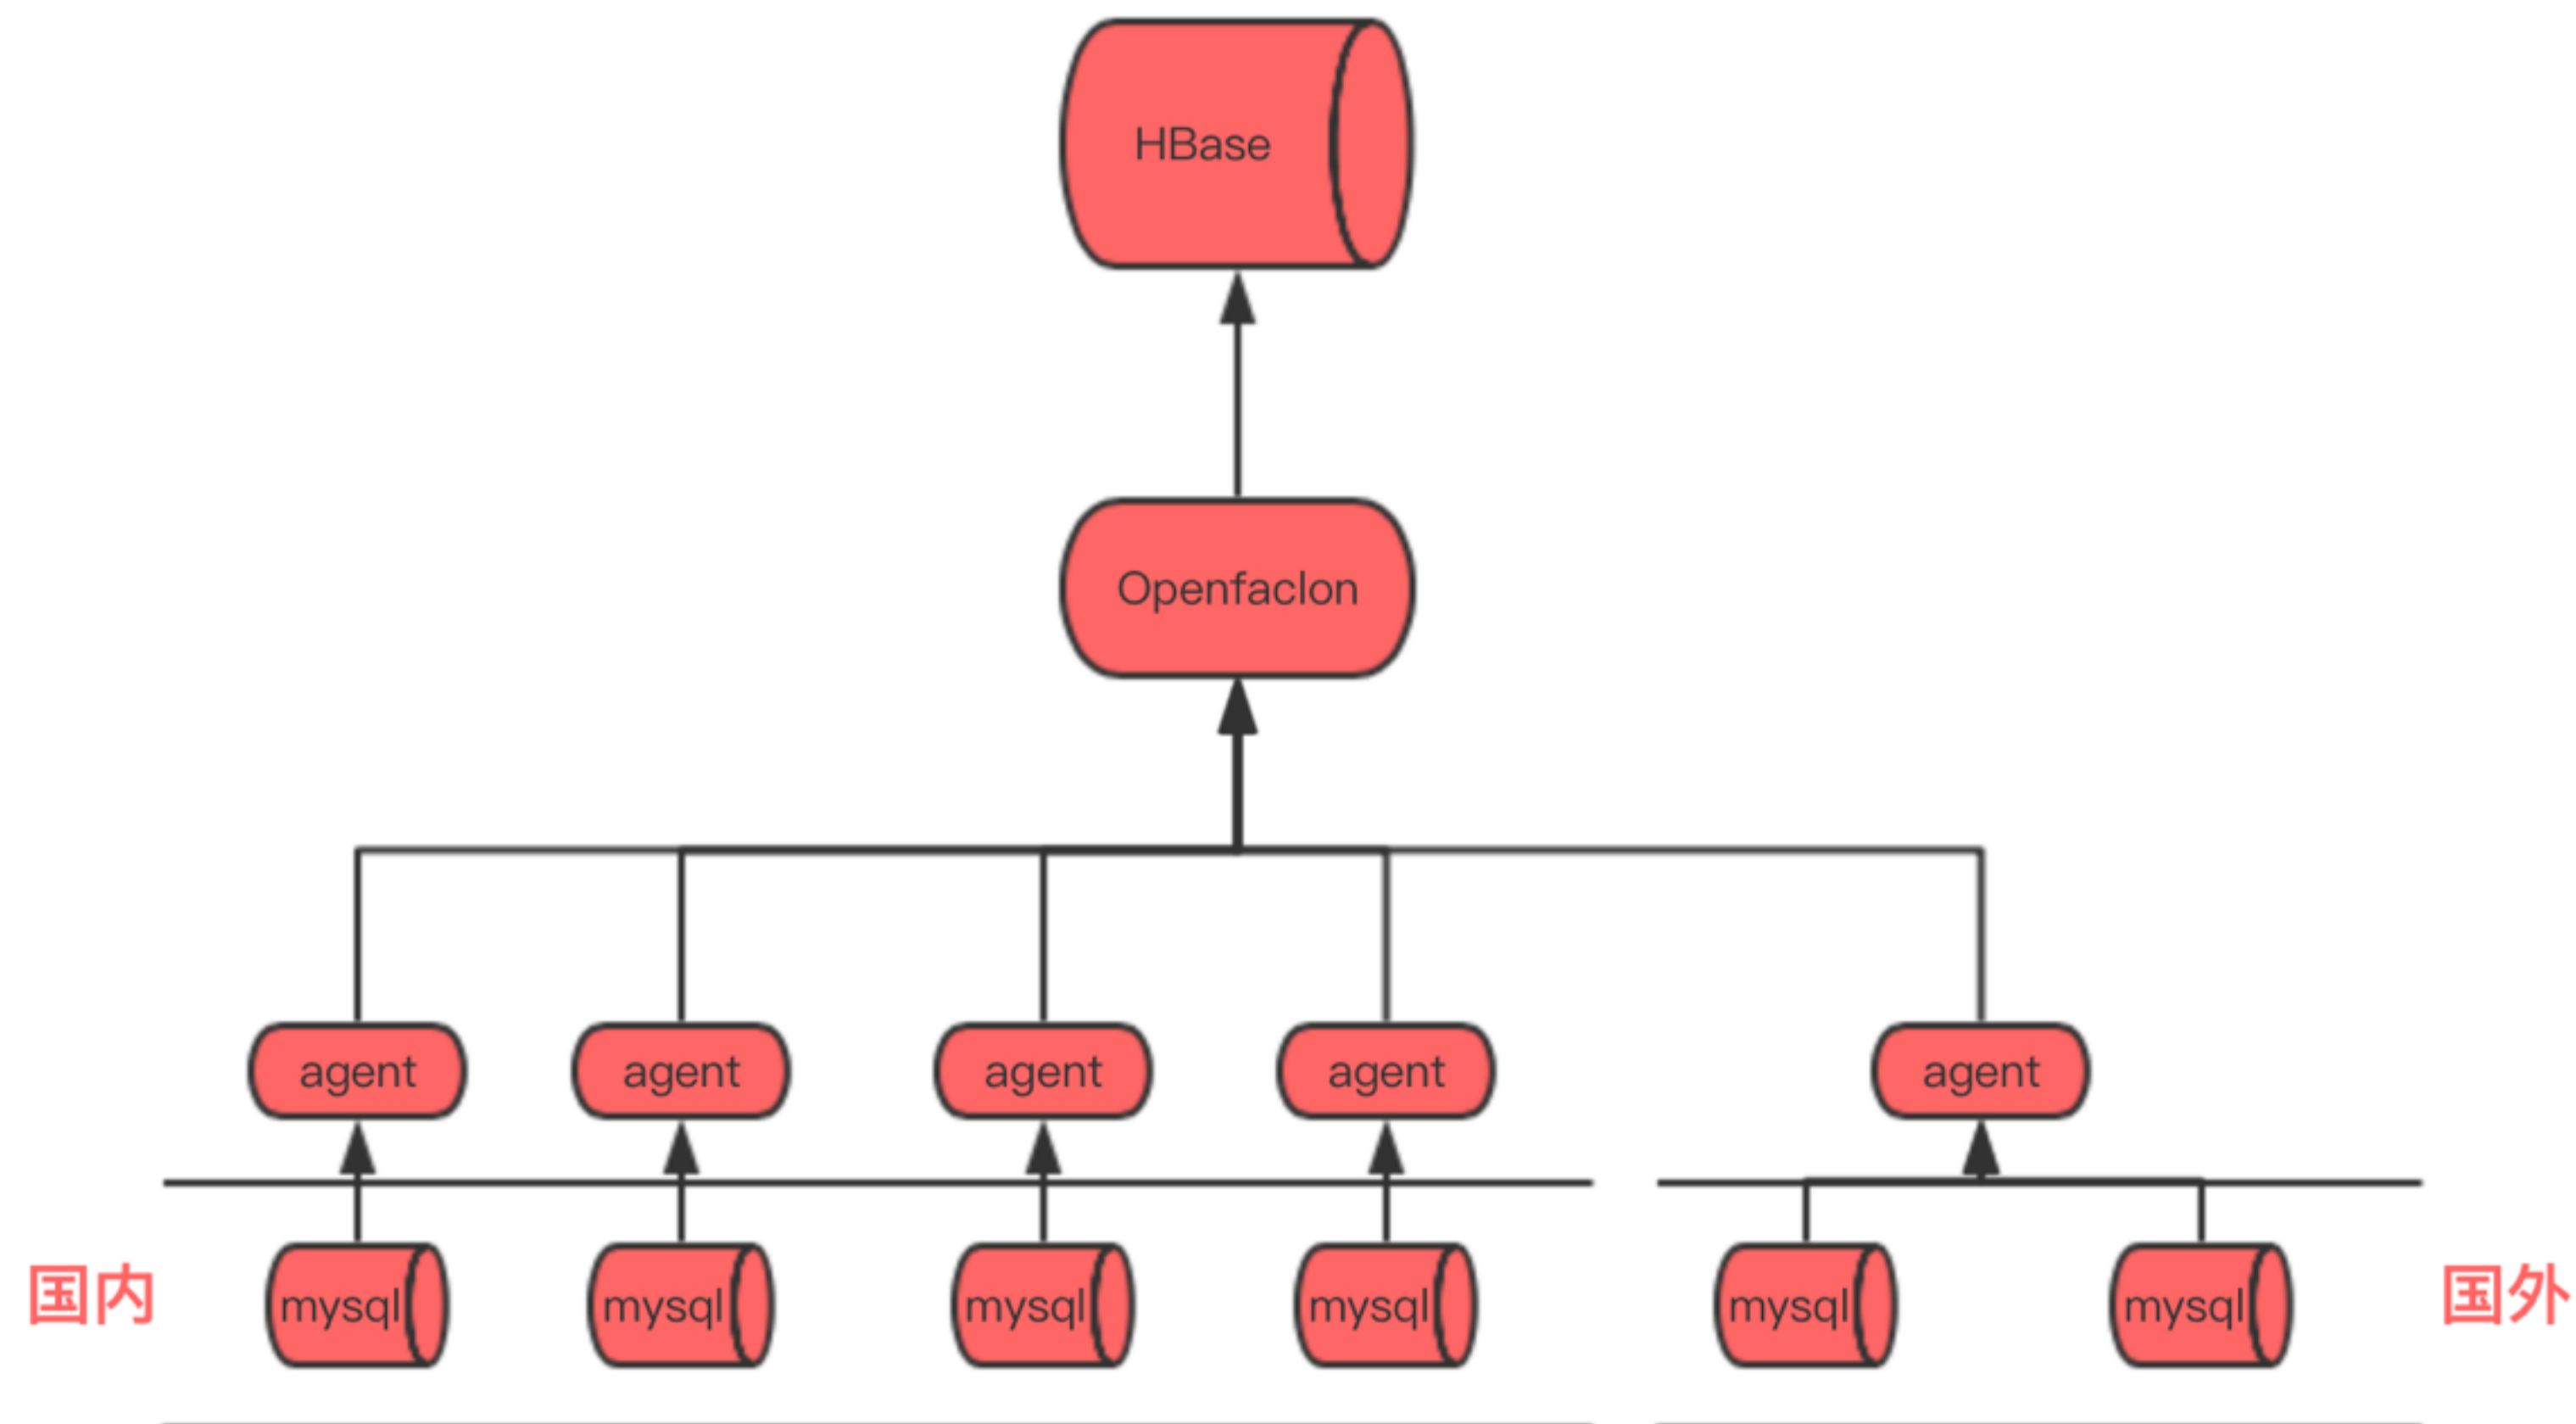 HBase
Openfaclon
agent
agent
agent
agent
agent
国内
mysql
mysql
mysql
mysql
mysql
mysql
国外